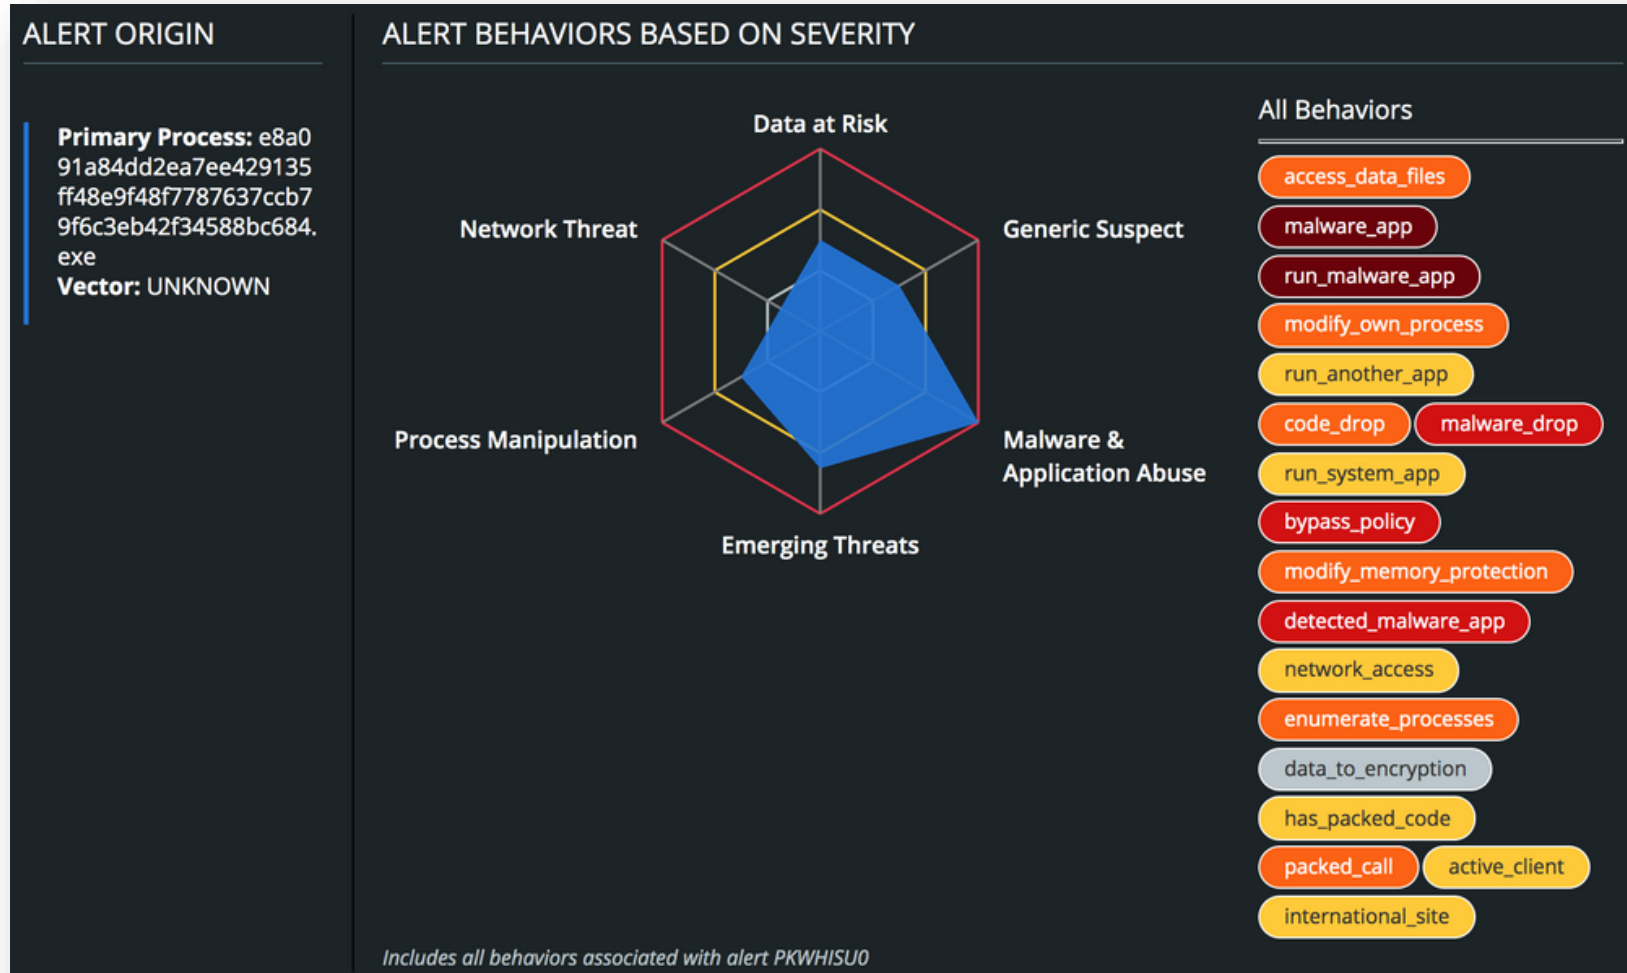 ALERT ORIGIN
Primary Process: e8a0
91a84dd2ea7ee429135
ff48e9f48f7787637ccb7
9f6c3eb42f34588bc684.
exe
Vector: UNKNOWN
ALERT BEHAVIORS BASED ON SEVERITY
Data at Risk
Network Threat
Generic Suspect
Process Manipulation
Malware &
Application Abuse
Emerging Threats
Includes all behaviors associated with alert PKWHISU0
All Behaviors
access_data_files
malware_app
run_malware_app
modify_own_process
run_another_app
code_drop malware_drop
run_system_app
bypass_policy
modify_memory_protection
detected_malware_app
network_access
enumerate_processes
data_to_encryption
has_packed_code
packed_call active_client
international_site